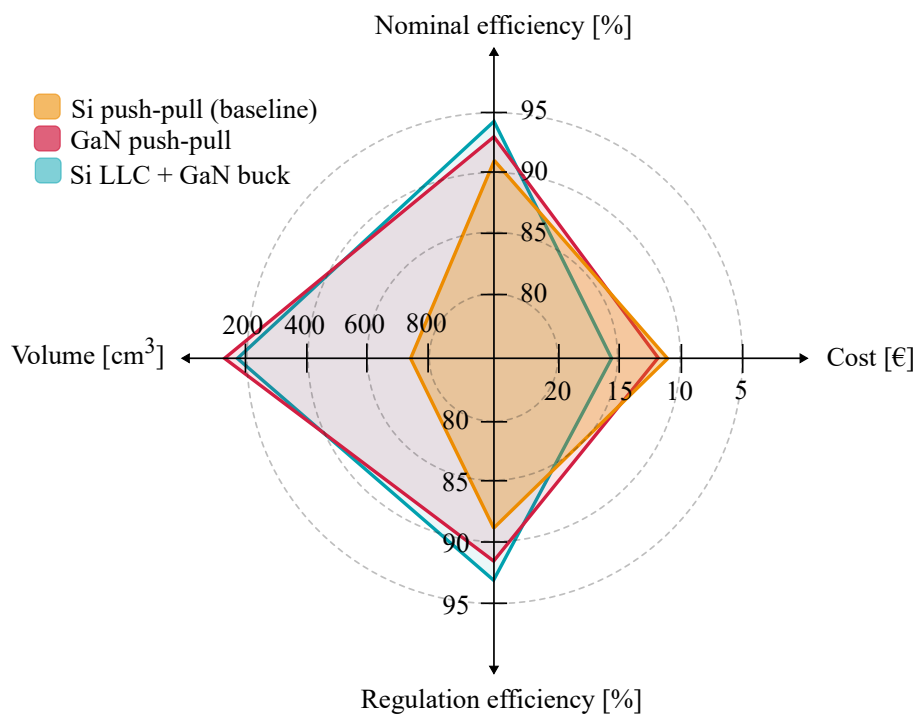 Nominal efficiency [%]
Si push-pull (baseline)
GaN push-pull
Si LLC + GaN buck
95
90
85
80
200 400 600 800
Volume [cm³]
Cost [€]
20 15 10 5
80
85
90
95
Regulation efficiency [%]